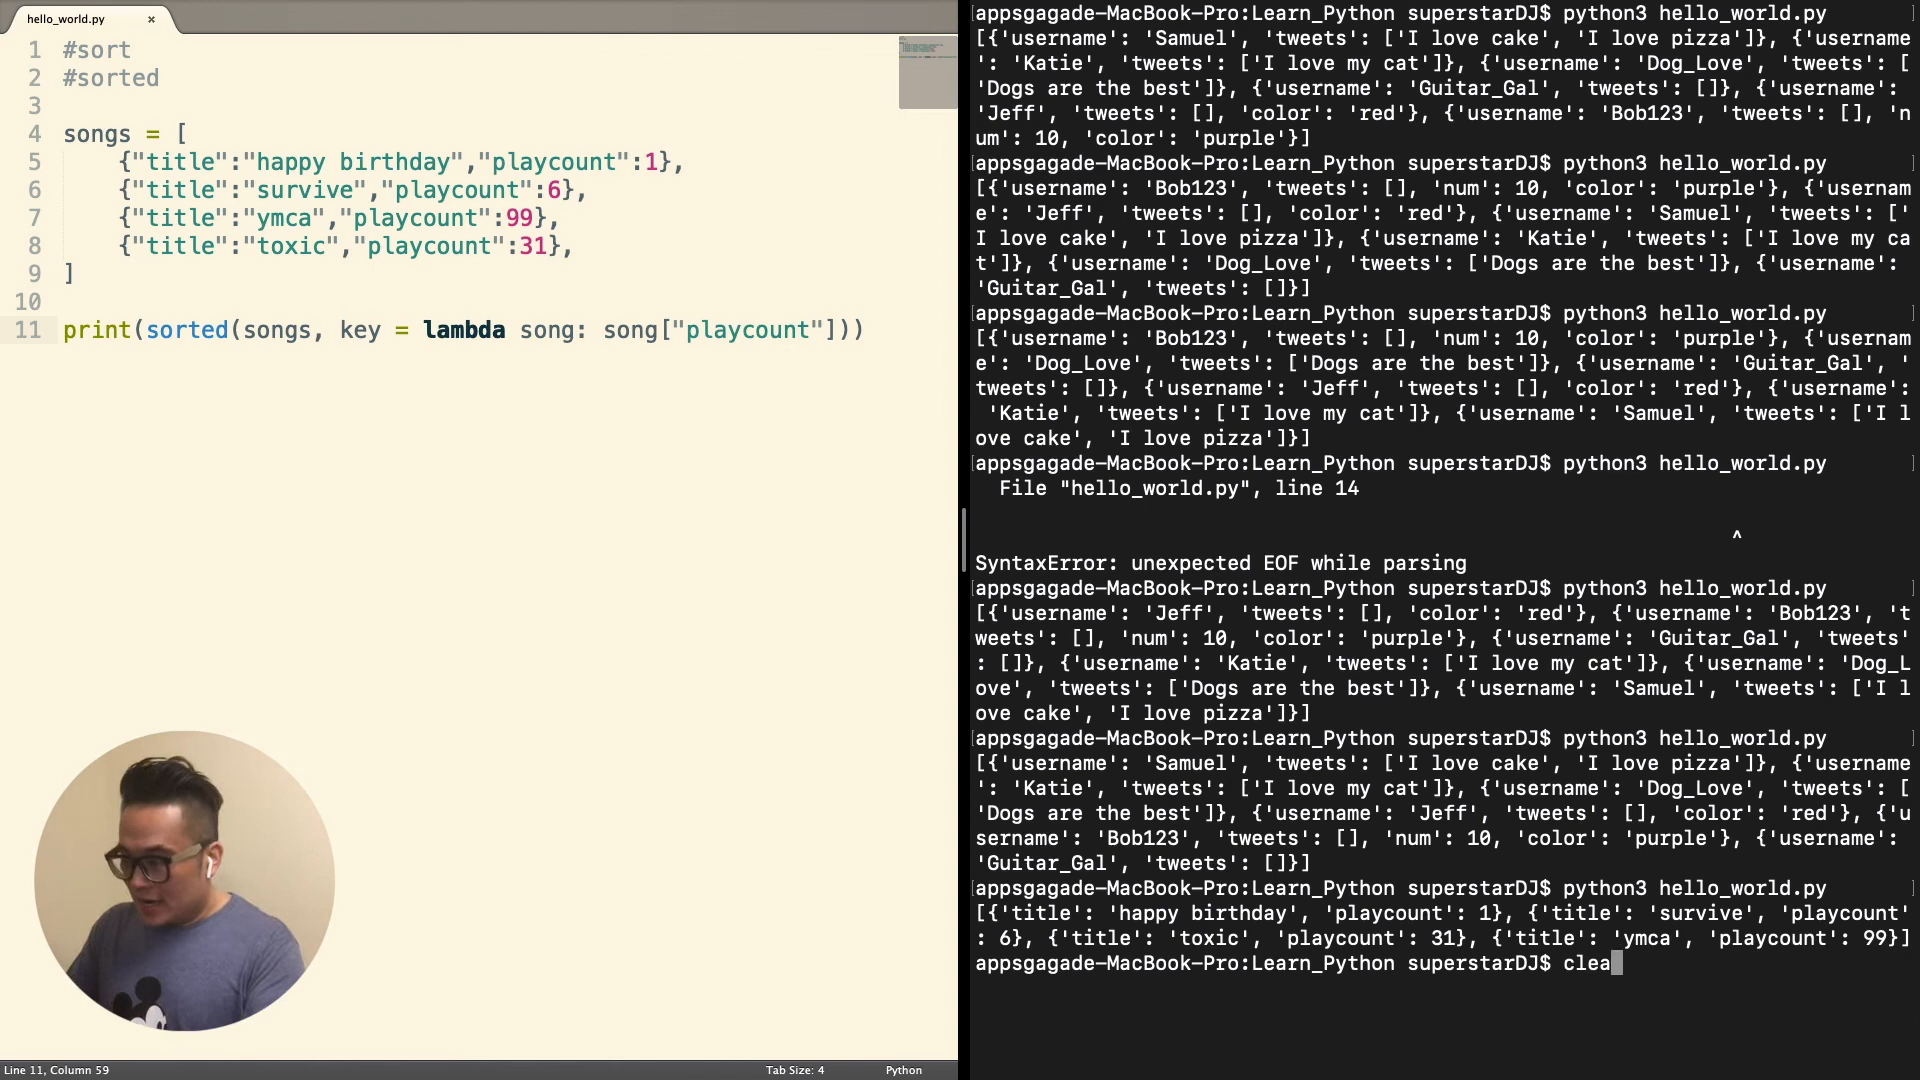 hello_world.py ×
1 #sort
2 #sorted
3
4 songs = [
5 {"title":"happy birthday","playcount":1},
6 {"title":"survive","playcount":6},
7 {"title":"ymca","playcount":99},
8 {"title":"toxic","playcount":31},
9 ]
10
11 print(sorted(songs, key = lambda song: song["playcount"]))
Line 11, Column 59
Tab Size: 4
Python
[appsgagade-MacBook-Pro:Learn_Python superstarDJ$ python3 hello_world.py ]
[{'username': 'Samuel', 'tweets': ['I love cake', 'I love pizza']}, {'username
': 'Katie', 'tweets': ['I love my cat']}, {'username': 'Dog_Love', 'tweets': [
'Dogs are the best']}, {'username': 'Guitar_Gal', 'tweets': []}, {'username':
'Jeff', 'tweets': [], 'color': 'red'}, {'username': 'Bob123', 'tweets': [], 'n
um': 10, 'color': 'purple'}]
[appsgagade-MacBook-Pro:Learn_Python superstarDJ$ python3 hello_world.py ]
[{'username': 'Bob123', 'tweets': [], 'num': 10, 'color': 'purple'}, {'usernam
e': 'Jeff', 'tweets': [], 'color': 'red'}, {'username': 'Samuel', 'tweets': ['
I love cake', 'I love pizza']}, {'username': 'Katie', 'tweets': ['I love my ca
t']}, {'username': 'Dog_Love', 'tweets': ['Dogs are the best']}, {'username':
'Guitar_Gal', 'tweets': []}]
[appsgagade-MacBook-Pro:Learn_Python superstarDJ$ python3 hello_world.py ]
[{'username': 'Bob123', 'tweets': [], 'num': 10, 'color': 'purple'}, {'usernam
e': 'Dog_Love', 'tweets': ['Dogs are the best']}, {'username': 'Guitar_Gal', '
tweets': []}, {'username': 'Jeff', 'tweets': [], 'color': 'red'}, {'username':
'Katie', 'tweets': ['I love my cat']}, {'username': 'Samuel', 'tweets': ['I l
ove cake', 'I love pizza']}]
[appsgagade-MacBook-Pro:Learn_Python superstarDJ$ python3 hello_world.py ]
File "hello_world.py", line 14
^
SyntaxError: unexpected EOF while parsing
[appsgagade-MacBook-Pro:Learn_Python superstarDJ$ python3 hello_world.py ]
[{'username': 'Jeff', 'tweets': [], 'color': 'red'}, {'username': 'Bob123', 't
weets': [], 'num': 10, 'color': 'purple'}, {'username': 'Guitar_Gal', 'tweets'
: []}, {'username': 'Katie', 'tweets': ['I love my cat']}, {'username': 'Dog_L
ove', 'tweets': ['Dogs are the best']}, {'username': 'Samuel', 'tweets': ['I l
ove cake', 'I love pizza']}]
[appsgagade-MacBook-Pro:Learn_Python superstarDJ$ python3 hello_world.py ]
[{'username': 'Samuel', 'tweets': ['I love cake', 'I love pizza']}, {'username
': 'Katie', 'tweets': ['I love my cat']}, {'username': 'Dog_Love', 'tweets': [
'Dogs are the best']}, {'username': 'Jeff', 'tweets': [], 'color': 'red'}, {'u
sername': 'Bob123', 'tweets': [], 'num': 10, 'color': 'purple'}, {'username':
'Guitar_Gal', 'tweets': []}]
[appsgagade-MacBook-Pro:Learn_Python superstarDJ$ python3 hello_world.py ]
[{'title': 'happy birthday', 'playcount': 1}, {'title': 'survive', 'playcount'
: 6}, {'title': 'toxic', 'playcount': 31}, {'title': 'ymca', 'playcount': 99}]
appsgagade-MacBook-Pro:Learn_Python superstarDJ$ clea